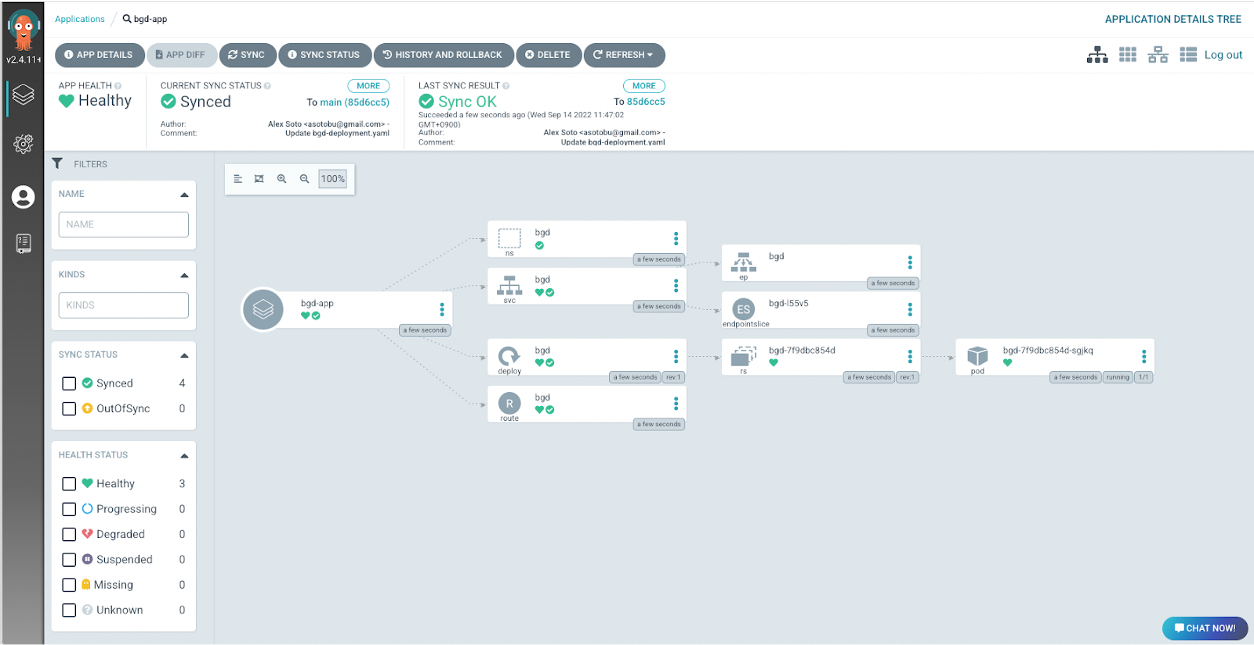 v2.4.11+
Applications / bgd-app
APPLICATION DETAILS TREE
APP DETAILS
APP DIFF
SYNC
SYNC STATUS
HISTORY AND ROLLBACK
DELETE
REFRESH
Log out
APP HEALTH
Healthy
CURRENT SYNC STATUS
MORE
Synced
To main (85d6cc5)
Author: Alex Soto <asotobu@gmail.com> -
Comment: Update bgd-deployment.yaml
LAST SYNC RESULT
MORE
Sync OK
To 85d6cc5
Succeeded a few seconds ago (Wed Sep 14 2022 11:47:02
GMT+0900)
Author: Alex Soto <asotobu@gmail.com> -
Comment: Update bgd-deployment.yaml
FILTERS
NAME
NAME
KINDS
KINDS
SYNC STATUS
Synced 4
OutOfSync 0
HEALTH STATUS
Healthy 3
Progressing 0
Degraded 0
Suspended 0
Missing 0
Unknown 0
100%
bgd-app
a few seconds
bgd
ns
a few seconds
bgd
svc
a few seconds
bgd
deploy
a few seconds
rev:1
bgd
R
route
a few seconds
bgd
ep
a few seconds
bgd-l55v5
ES
endpointslice
a few seconds
bgd-7f9dbc854d
rs
a few seconds
rev:1
bgd-7f9dbc854d-sgjkq
pod
a few seconds
running
1/1
CHAT NOW!